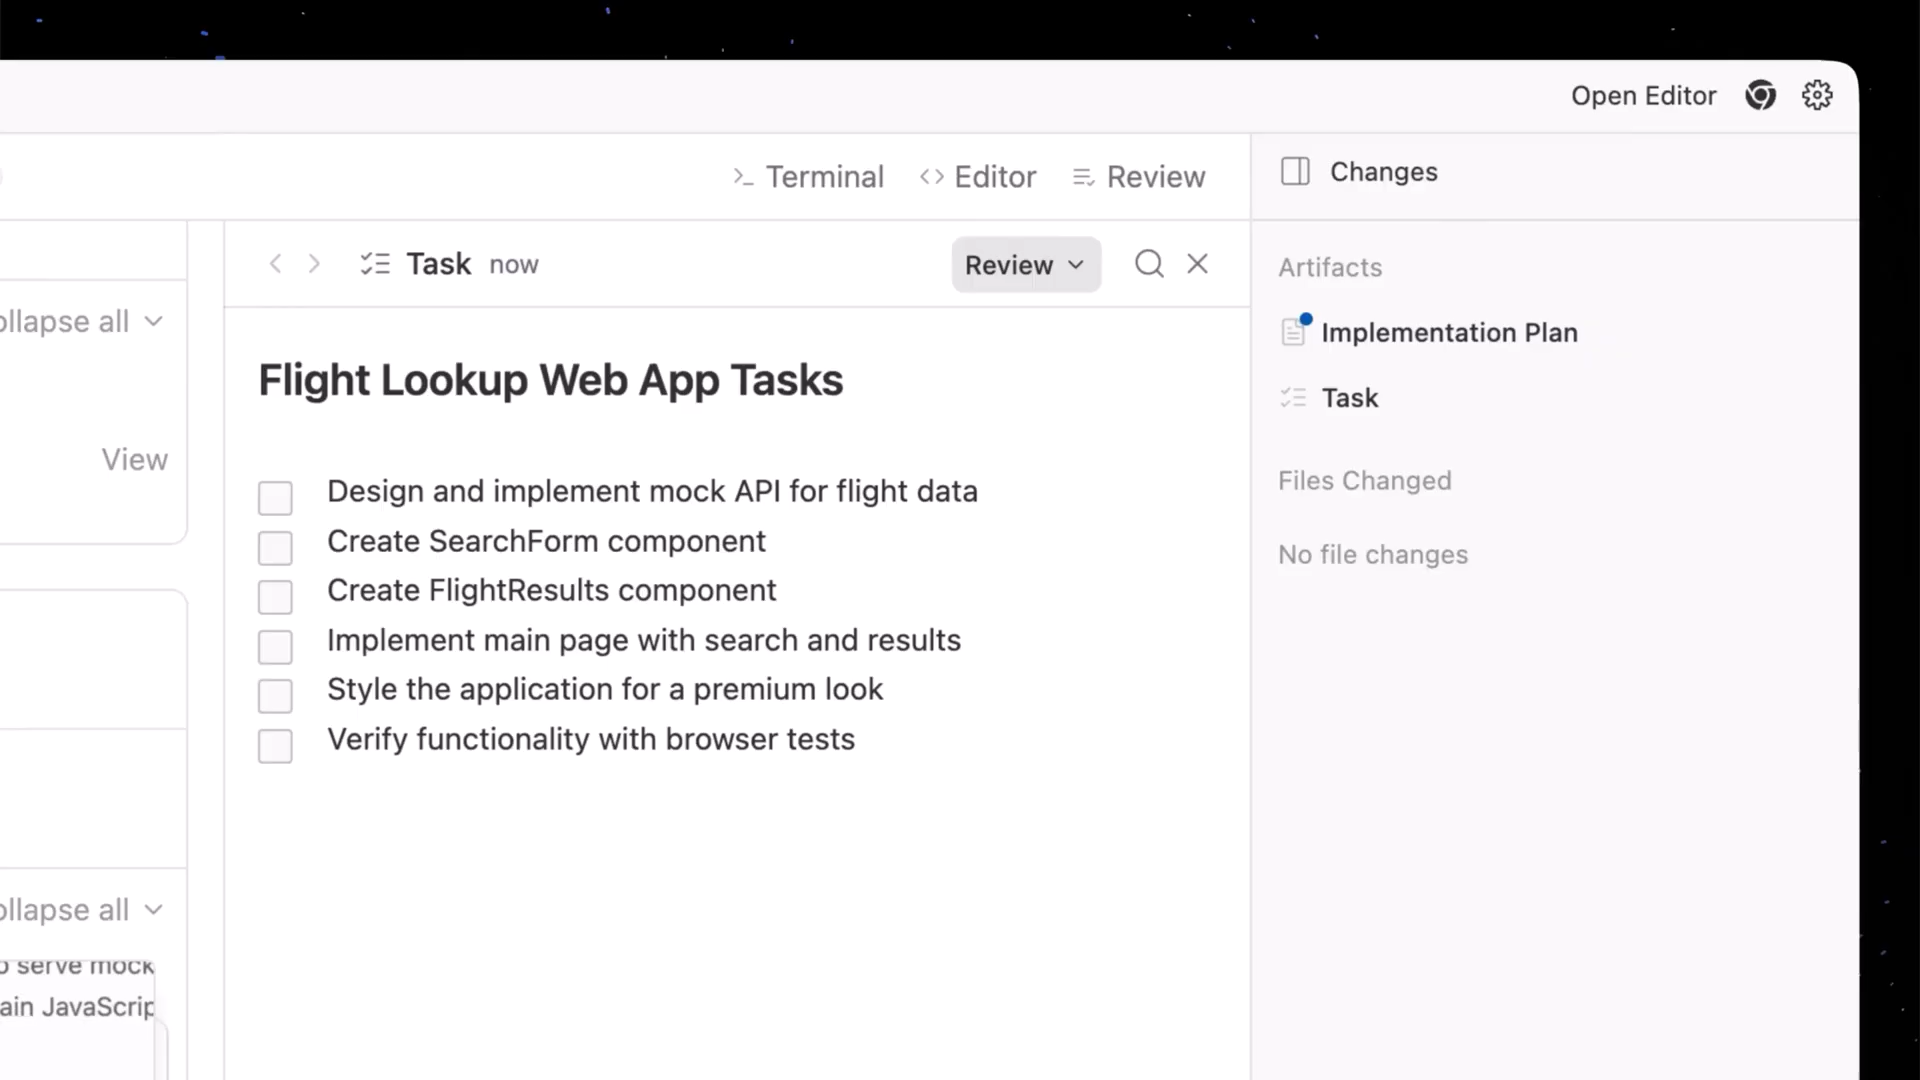 Open Editor
Terminal
Editor
Review
Changes
Task now
Review
Artifacts
Implementation Plan
Task
Files Changed
No file changes
ollapse all
View
Flight Lookup Web App Tasks
Design and implement mock API for flight data
Create SearchForm component
Create FlightResults component
Implement main page with search and results
Style the application for a premium look
Verify functionality with browser tests
ollapse all
o serve mock
ain JavaScrip